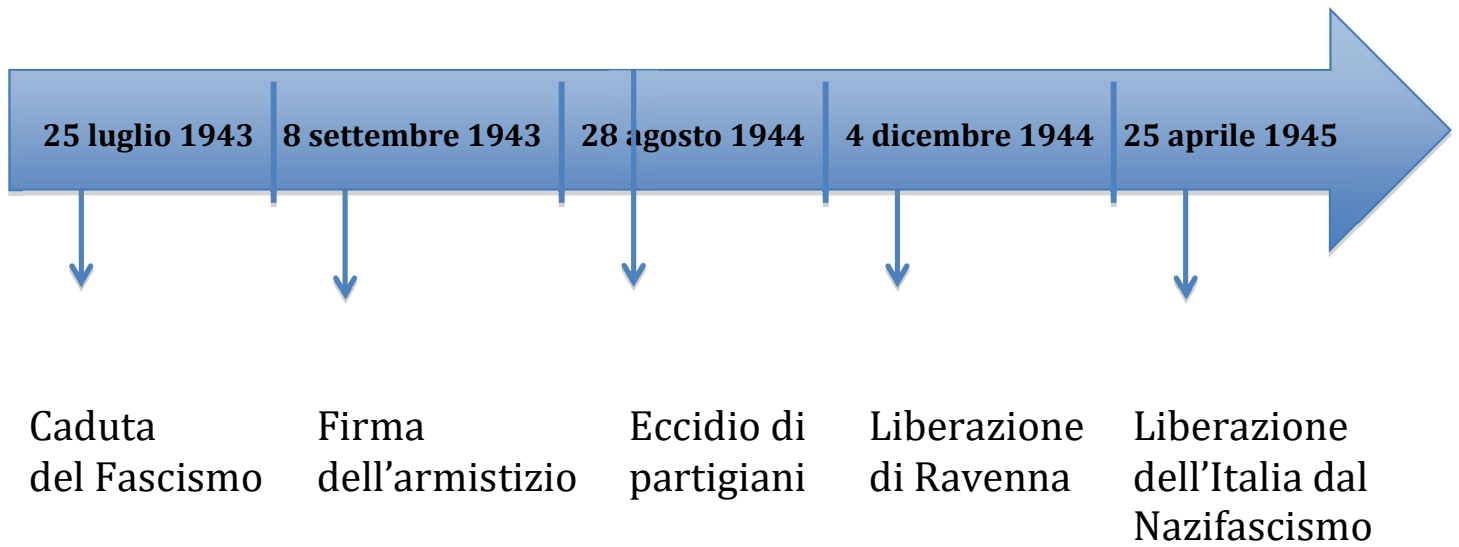 25 luglio 1943 8 settembre 1943 28 agosto 1944 4 dicembre 1944 25 aprile 1945
Caduta
del Fascismo
Firma
dell’armistizio
Eccidio di
partigiani
Liberazione
di Ravenna
Liberazione
dell’Italia dal
Nazifascismo